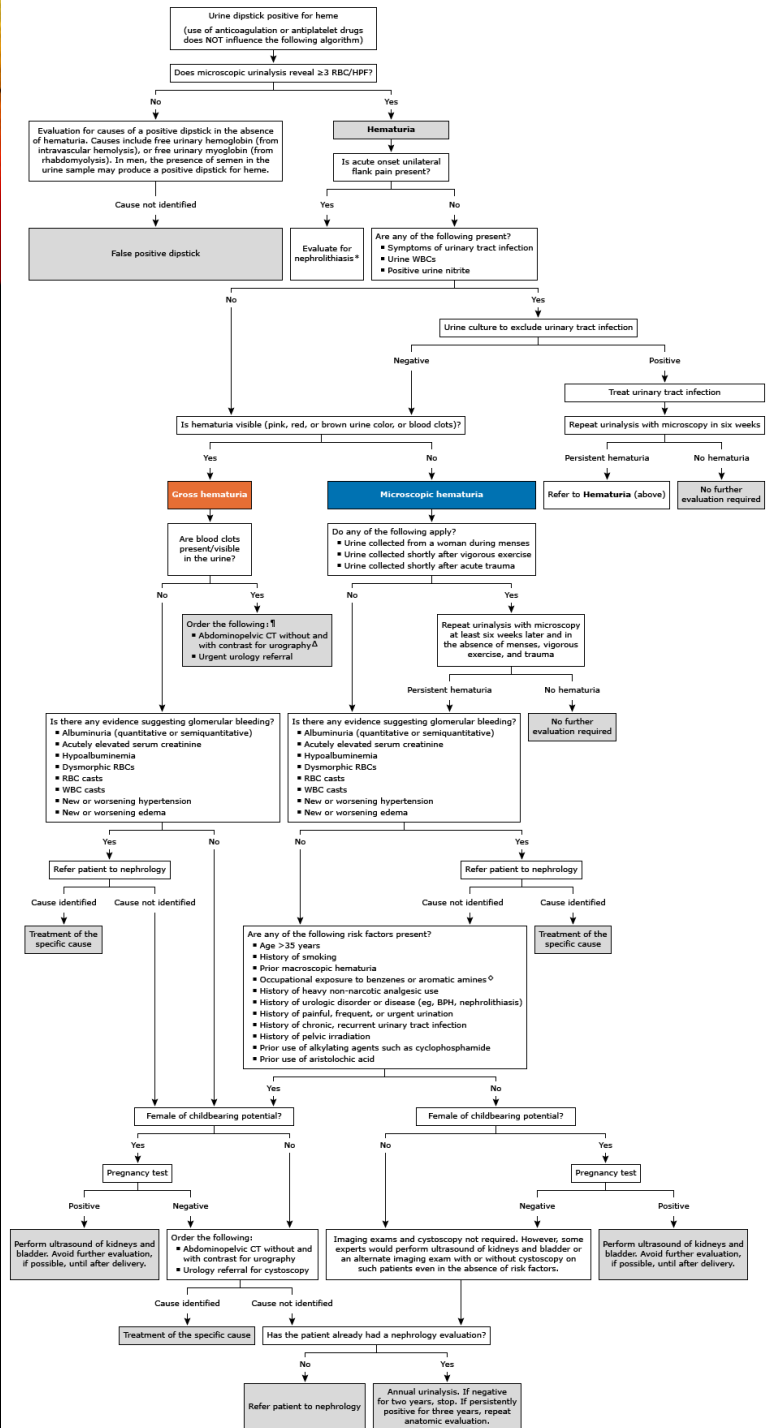 Urine dipstick positive for heme
(use of anticoagulation or antiplatelet drugs
does NOT influence the following algorithm)
Does microscopic urinalysis reveal ≥3 RBC/HPF?
No
Yes
Evaluation for causes of a positive dipstick in the absence
of hematuria. Causes include free urinary hemoglobin (from
intravascular hemolysis), or free urinary myoglobin (from
rhabdomyolysis). In men, the presence of semen in the
urine sample may produce a positive dipstick for heme.
Hematuria
Is acute onset unilateral
flank pain present?
Cause not identified
Yes
No
False positive dipstick
Evaluate for
nephrolithiasis*
Are any of the following present?
▪ Symptoms of urinary tract infection
▪ Urine WBCs
▪ Positive urine nitrite
No
Yes
Urine culture to exclude urinary tract infection
Negative
Positive
Treat urinary tract infection
Is hematuria visible (pink, red, or brown urine color, or blood clots)?
Repeat urinalysis with microscopy in six weeks
Yes
No
Persistent hematuria
No hematuria
Gross hematuria
Microscopic hematuria
Refer to Hematuria (above)
No further
evaluation required
Are blood clots
present/visible
in the urine?
Do any of the following apply?
▪ Urine collected from a woman during menses
▪ Urine collected shortly after vigorous exercise
▪ Urine collected shortly after acute trauma
No
Yes
No
Yes
Order the following:¶
▪ Abdominopelvic CT without and
with contrast for urographyΔ
▪ Urgent urology referral
Repeat urinalysis with microscopy
at least six weeks later and in
the absence of menses, vigorous
exercise, and trauma
Persistent hematuria
No hematuria
Is there any evidence suggesting glomerular bleeding?
▪ Albuminuria (quantitative or semiquantitative)
▪ Acutely elevated serum creatinine
▪ Hypoalbuminemia
▪ Dysmorphic RBCs
▪ RBC casts
▪ WBC casts
▪ New or worsening hypertension
▪ New or worsening edema
Is there any evidence suggesting glomerular bleeding?
▪ Albuminuria (quantitative or semiquantitative)
▪ Acutely elevated serum creatinine
▪ Hypoalbuminemia
▪ Dysmorphic RBCs
▪ RBC casts
▪ WBC casts
▪ New or worsening hypertension
▪ New or worsening edema
No further
evaluation required
Yes
No
No
Yes
Refer patient to nephrology
Refer patient to nephrology
Cause identified
Cause not identified
Cause not identified
Cause identified
Treatment of the
specific cause
Are any of the following risk factors present?
▪ Age >35 years
▪ History of smoking
▪ Prior macroscopic hematuria
▪ Occupational exposure to benzenes or aromatic amines◊
▪ History of heavy non-narcotic analgesic use
▪ History of urologic disorder or disease (eg, BPH, nephrolithiasis)
▪ History of painful, frequent, or urgent urination
▪ History of chronic, recurrent urinary tract infection
▪ History of pelvic irradiation
▪ Prior use of alkylating agents such as cyclophosphamide
▪ Prior use of aristolochic acid
Treatment of the
specific cause
Yes
No
Female of childbearing potential?
Female of childbearing potential?
Yes
No
No
Yes
Pregnancy test
Pregnancy test
Positive
Negative
Negative
Positive
Perform ultrasound of kidneys and
bladder. Avoid further evaluation,
if possible, until after delivery.
Order the following:
▪ Abdominopelvic CT without and
with contrast for urography
▪ Urology referral for cystoscopy
Imaging exams and cystoscopy not required. However, some
experts would perform ultrasound of kidneys and bladder or
an alternate imaging exam with or without cystoscopy on
such patients even in the absence of risk factors.
Perform ultrasound of kidneys and
bladder. Avoid further evaluation,
if possible, until after delivery.
Cause identified
Cause not identified
Treatment of the specific cause
Has the patient already had a nephrology evaluation?
No
Yes
Refer patient to nephrology
Annual urinalysis. If negative
for two years, stop. If persistently
positive for three years, repeat
anatomic evaluation.